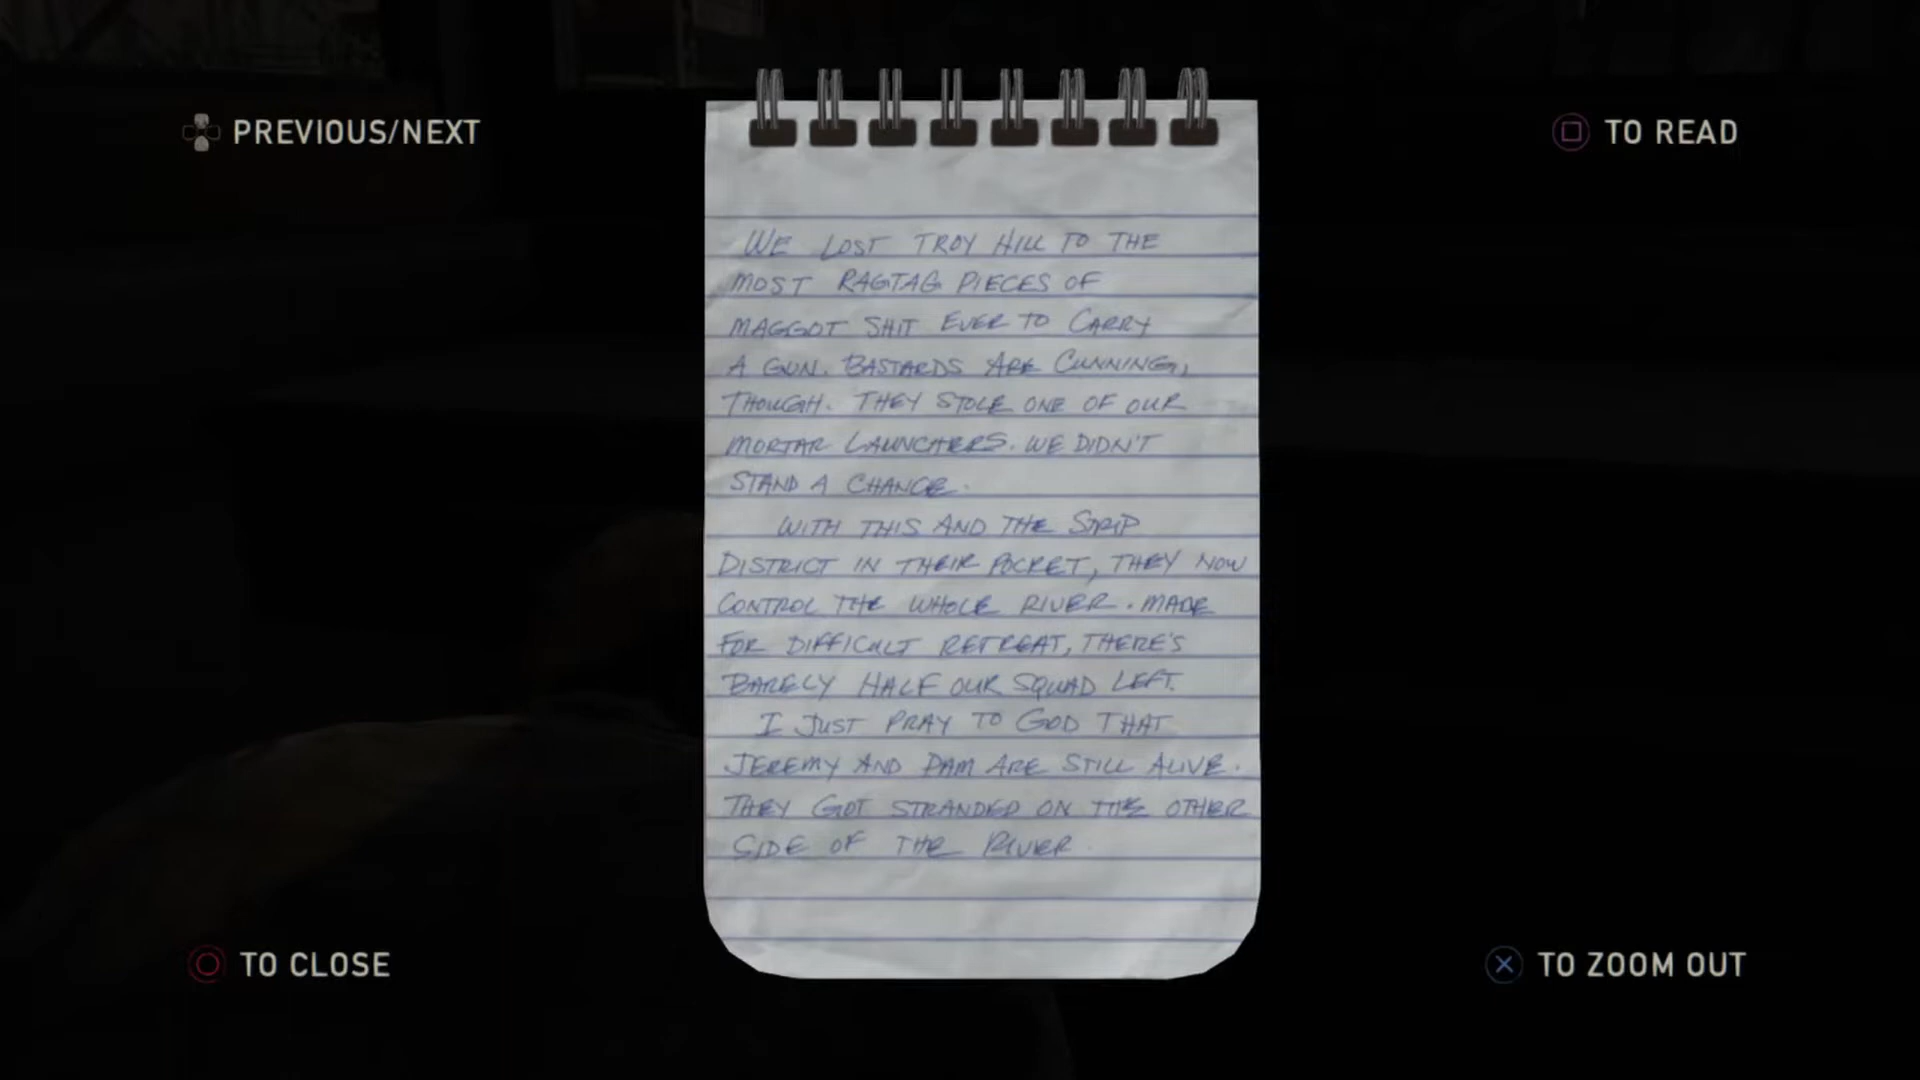 PREVIOUS/NEXT
TO READ
WE LOST TROY HILL TO THE
MOST RAGTAG PIECES OF
MAGGOT SHIT EVER TO CARRY
A GUN. BASTARDS ARE CUNNING,
THOUGH. THEY STOLE ONE OF OUR
MORTAR LAUNCHERS. WE DIDN'T
STAND A CHANCE.
WITH THIS AND THE STRIP
DISTRICT IN THEIR POCKET, THEY NOW
CONTROL THE WHOLE RIVER. MADE
FOR DIFFICULT RETREAT, THERE'S
BARELY HALF OUR SQUAD LEFT.
I JUST PRAY TO GOD THAT
JEREMY AND PAM ARE STILL ALIVE.
THEY GOT STRANDED ON THE OTHER
SIDE OF THE RIVER.
TO CLOSE
TO ZOOM OUT